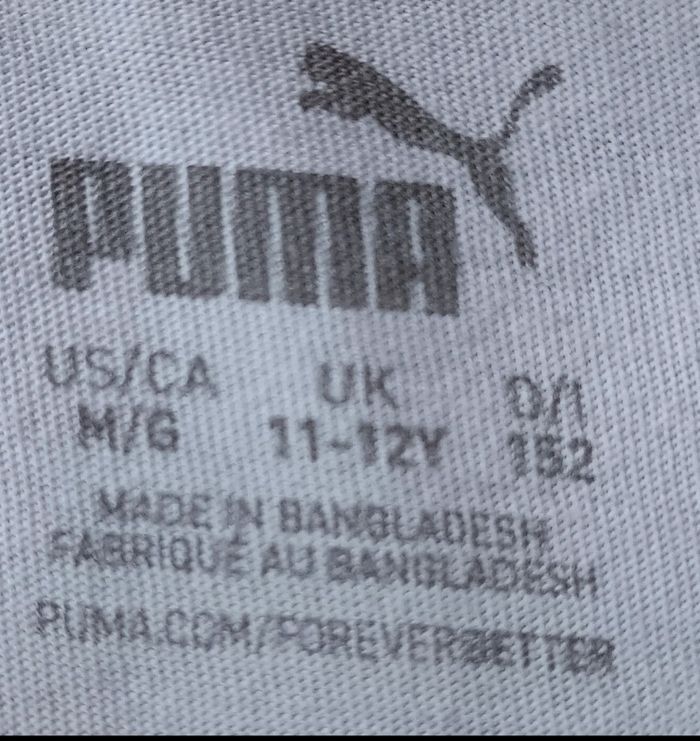 PUMA
US/CA UK D/I
M/G 11-12Y 152
MADE IN BANGLADESH
FABRIQUÉ AU BANGLADESH
PUMA.COM/FOREVERBETTER